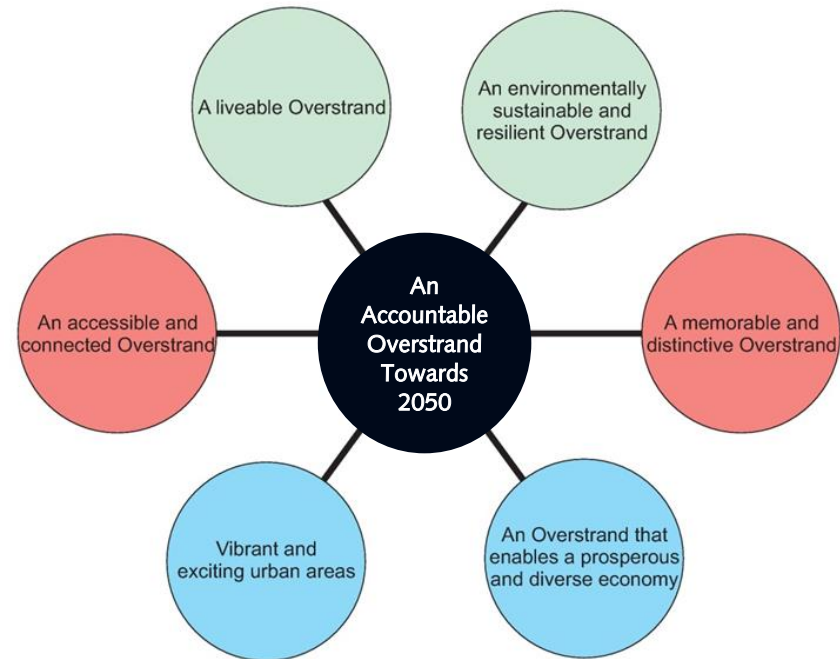 A liveable Overstrand
An environmentally
sustainable and
resilient Overstrand
An
Accountable
Overstrand
Towards
2050
An accessible and
connected Overstrand
A memorable and
distinctive Overstrand
Vibrant and
exciting urban areas
An Overstrand that
enables a prosperous
and diverse economy